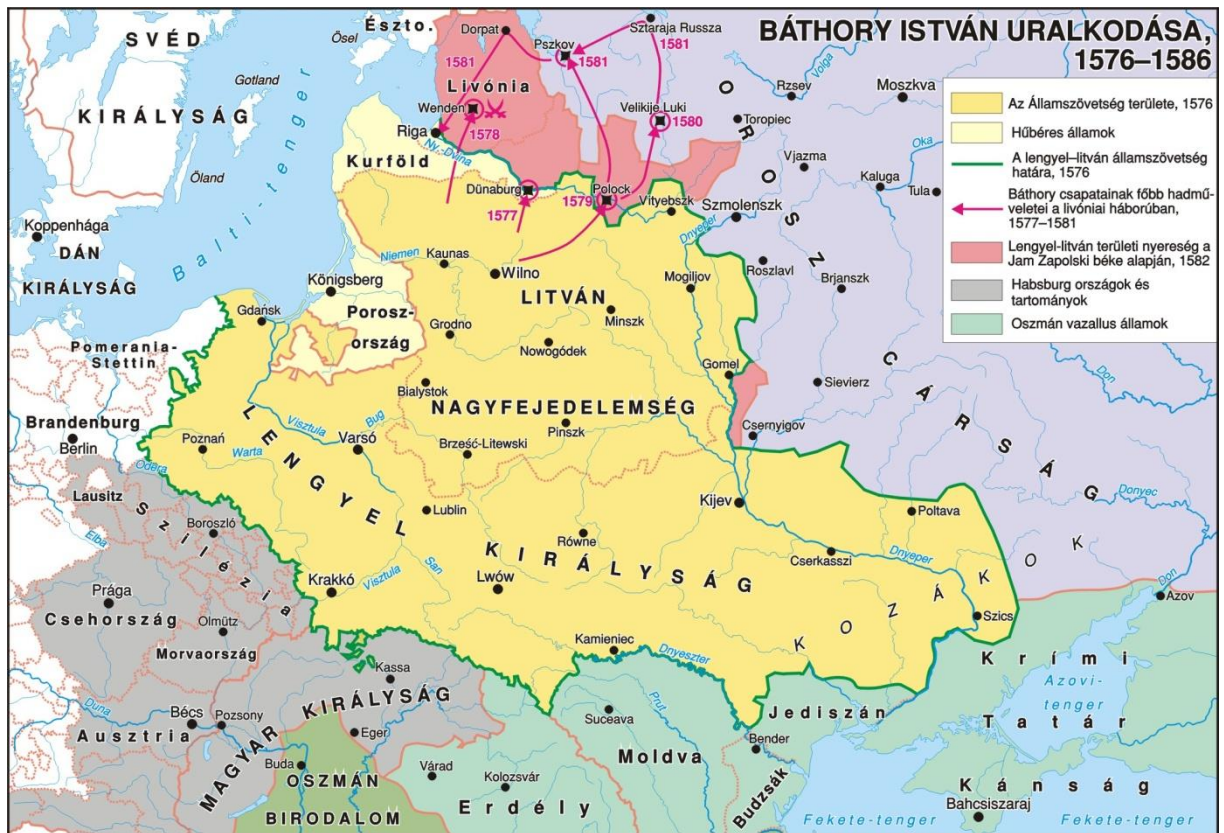 BÁTHORY ISTVÁN URALKODÁSA,
1576–1586
Az Államszövetség területe, 1576
Hűbéres államok
A lengyel–litván államszövetség
határa, 1576
Báthory csapatainak főbb hadmű-
veletei a livóniai háborúban,
1577–1581
Lengyel-litván területi nyereség a
Jam Zapolski béke alapján, 1582
Habsburg országok és
tartományok
Oszmán vazallus államok
SVÉD
KIRÁLYSÁG
Gotland
Öland
Ösel
Észto.
Balti-tenger
Koppenhága
DÁN
KIRÁLYSÁG
Dorpat
Pszkov
Sztaraja Russza
1581
1581
1581
Livónia
Wenden
1578
Riga
Ny.-Dvina
Kurföld
Velikije Luki
1580
Dünaburg
1577
Polock
1579
Vityebszk
OROSZ
CÁRSÁG
Rzsev
Volga
Moszkva
Toropiec
Vjazma
Oka
Kaluga
Tula
Szmolenszk
Dnyeper
Roszlavl
Brjanszk
Mogiljov
Niemen
Kaunas
Wilno
LITVÁN
NAGYFEJEDELEMSÉG
Königsberg
Porosz-
ország
Gdańsk
Grodno
Minszk
Nowogódek
Gomel
Sievierz
Don
Pomerania-
Stettin
Bialystok
Brandenburg
Berlin
Poznań
Warta
Visztula
Bug
Varsó
Brześć-Litewski
Pinszk
Csernyigov
Odera
Lausitz
Szilézia
Boroszló
LENGYEL KIRÁLYSÁG
Lublin
Kijev
Poltava
Donyec
Elba
Równe
Cserkasszi
Dnyeper
KOZÁKOK
Prága
Csehország
Olmütz
Morvaország
Krakkó
Visztula
San
Lwów
Szics
Don
Azov
Kamieniec
Dnyeszter
Kassa
Duna
Bécs
Ausztria
Pozsony
MAGYAR KIRÁLYSÁG
Eger
Buda
OSZMÁN
BIRODALOM
Suceava
Prut
Moldva
Várad
Kolozsvár
Erdély
Bender
Budzsák
Jediszán
Krími
Tatár
Kánság
Azovi-
tenger
Bahcsiszaraj
Fekete-tenger
Fekete-tenger